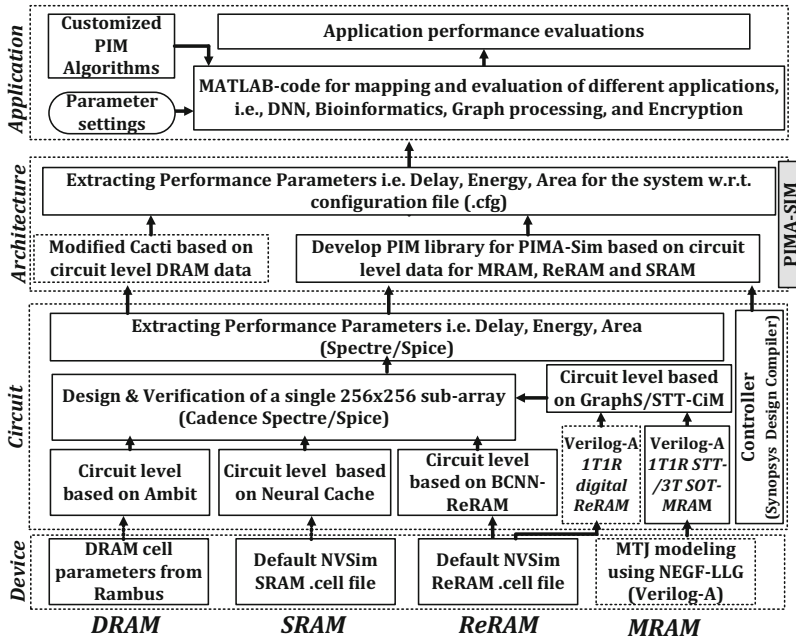 Application
Customized
PIM
Algorithms
Application performance evaluations
Parameter
settings
MATLAB-code for mapping and evaluation of different applications,
i.e., DNN, Bioinformatics, Graph processing, and Encryption
Architecture
Extracting Performance Parameters i.e. Delay, Energy, Area for the system w.r.t.
configuration file (.cfg)
Modified Cacti based on
circuit level DRAM data
Develop PIM library for PIMA-Sim based on circuit
level data for MRAM, ReRAM and SRAM
PIMA-SIM
Circuit
Extracting Performance Parameters i.e. Delay, Energy, Area
(Spectre/Spice)
Design & Verification of a single 256x256 sub-array
(Cadence Spectre/Spice)
Circuit level based
on GraphS/STT-CiM
Controller
(Synopsys Design Compiler)
Circuit level
based on Ambit
Circuit level based
on Neural Cache
Circuit level
based on BCNN-
ReRAM
Verilog-A
1T1R
digital
ReRAM
Verilog-A
1T1R STT-
/3T SOT-
MRAM
Device
DRAM cell
parameters from
Rambus
Default NVSim
SRAM .cell file
Default NVSim
ReRAM .cell file
MTJ modeling
using NEGF-LLG
(Verilog-A)
DRAM
SRAM
ReRAM
MRAM